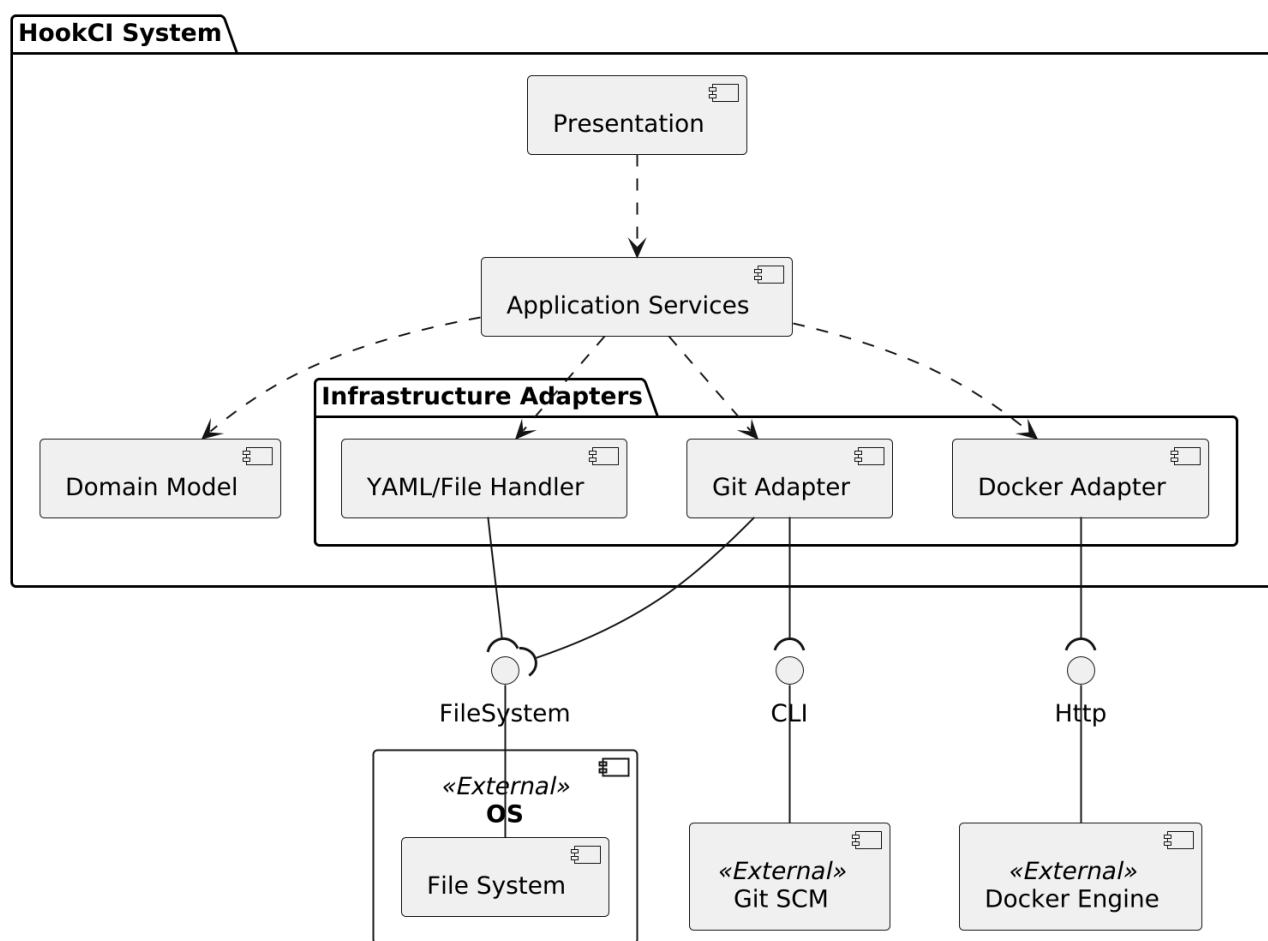 HookCI System
Presentation
Application Services
Infrastructure Adapters
Domain Model
YAML/File Handler
Git Adapter
Docker Adapter
FileSystem
CLI
Http
«External»
OS
File System
«External»
Git SCM
«External»
Docker Engine